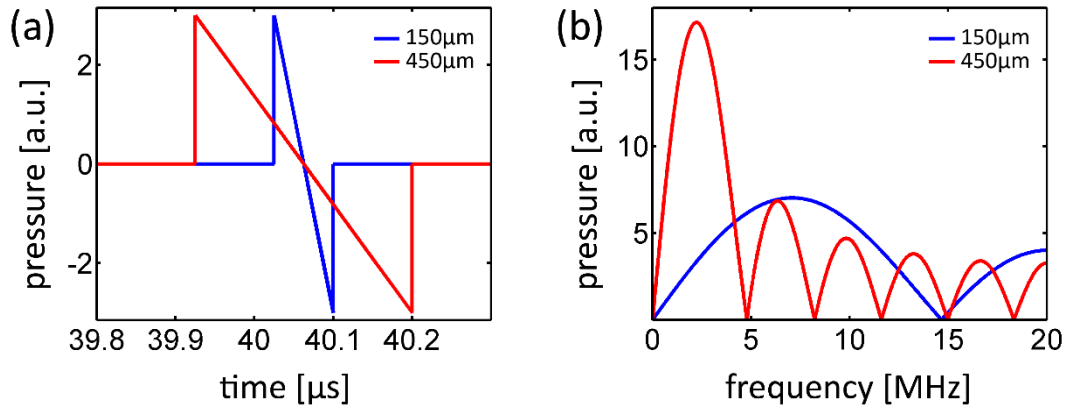 (a)
150µm
450µm
pressure [a.u.]
2
0
-2
39.8 39.9 40 40.1 40.2
time [µs]
(b)
150µm
450µm
pressure [a.u.]
15
10
5
0 5 10 15 20
frequency [MHz]